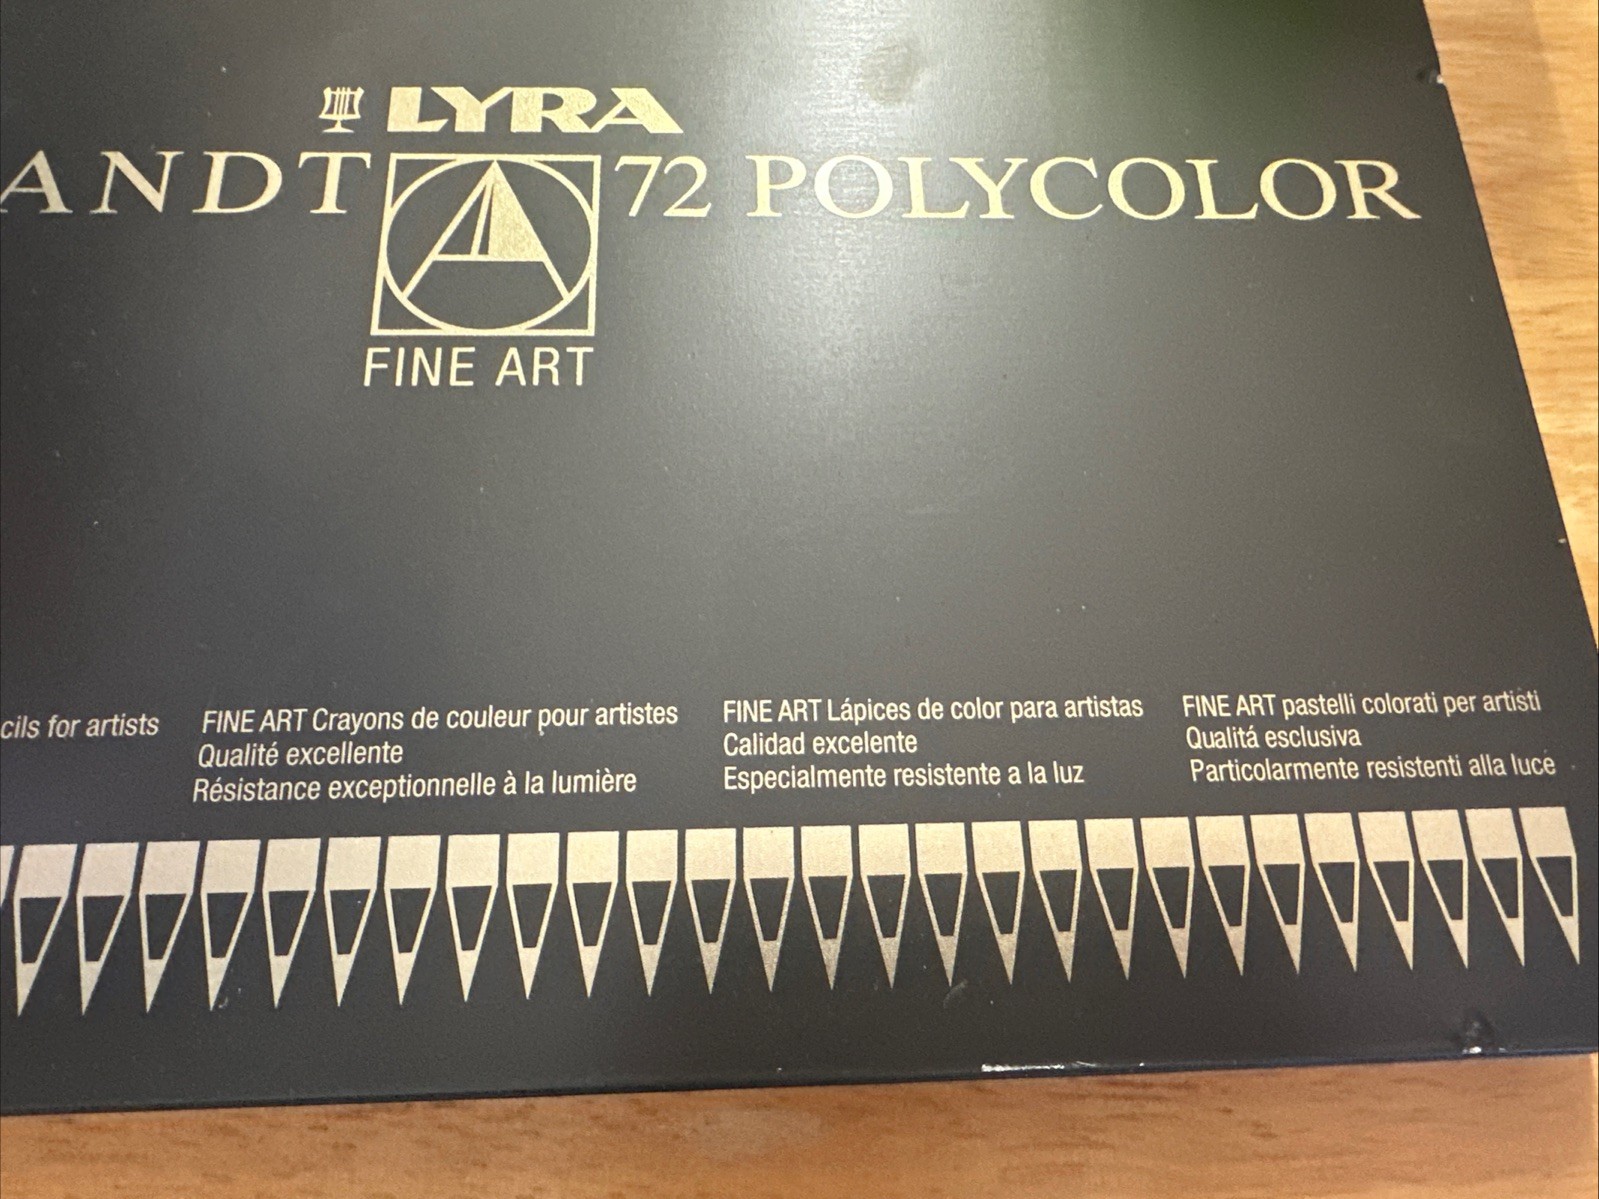 LYRA
ANDT 72 POLYCOLOR
FINE ART
cils for artists
FINE ART Crayons de couleur pour artistes
Qualité excellente
Résistance exceptionnelle à la lumière
FINE ART Lápices de color para artistas
Calidad excelente
Especialmente resistente a la luz
FINE ART pastelli colorati per artisti
Qualitá esclusiva
Particolarmente resistenti alla luce